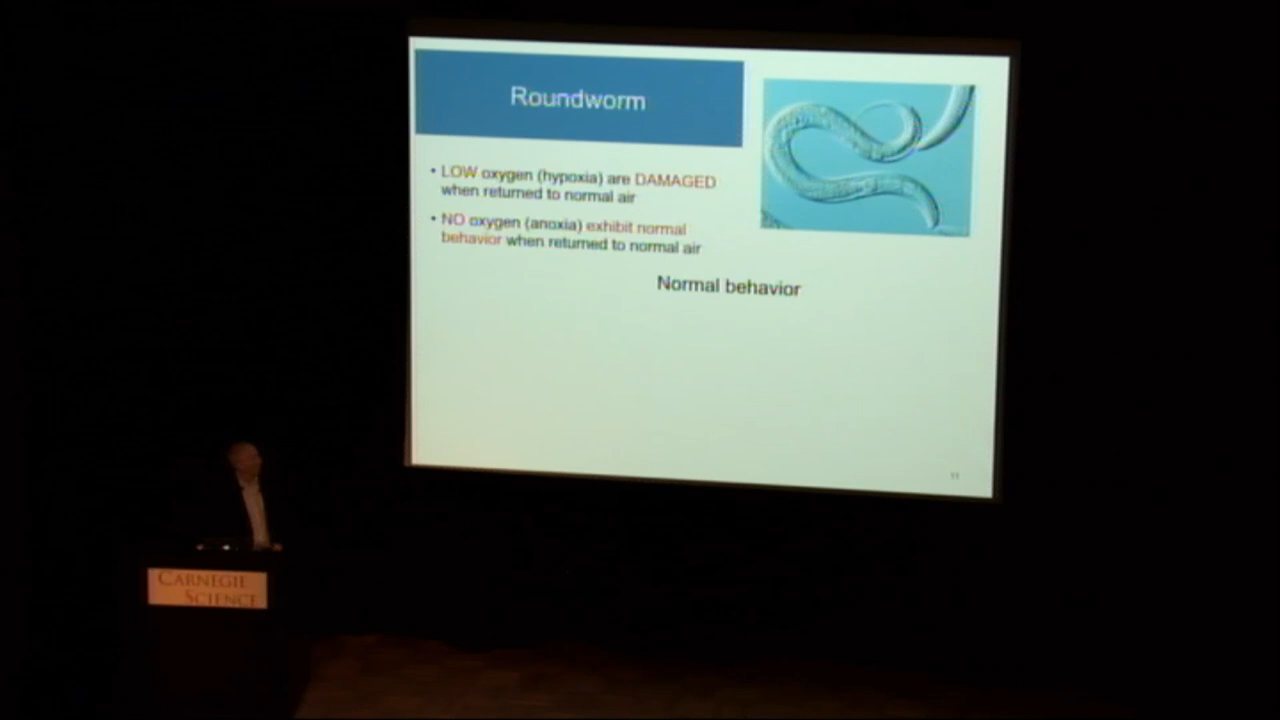 Roundworm
• LOW oxygen (hypoxia) are DAMAGED
when returned to normal air
• NO oxygen (anoxia) exhibit normal
behavior when returned to normal air
Normal behavior
CARNEGIE
SCIENCE